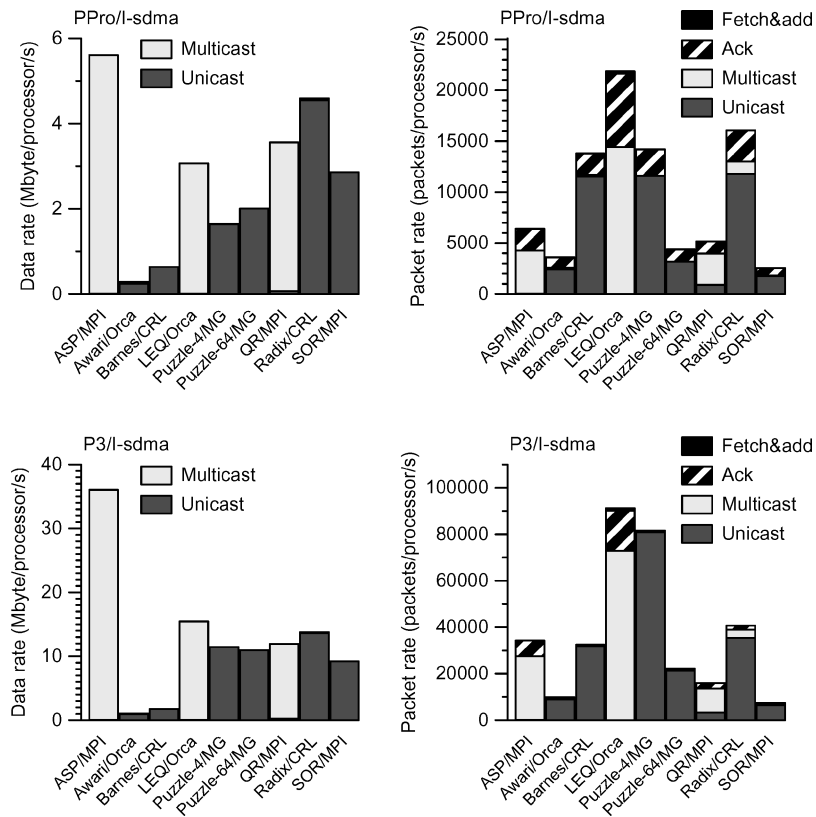 PPro/I-sdma
Data rate (Mbyte/processor/s)
6
4
2
0
Multicast
Unicast
ASP/MPI
Awari/Orca
Barnes/CRL
LEQ/Orca
Puzzle-4/MG
Puzzle-64/MG
QR/MPI
Radix/CRL
SOR/MPI
PPro/I-sdma
Packet rate (packets/processor/s)
25000
20000
15000
10000
5000
0
Fetch&add
Ack
Multicast
Unicast
ASP/MPI
Awari/Orca
Barnes/CRL
LEQ/Orca
Puzzle-4/MG
Puzzle-64/MG
QR/MPI
Radix/CRL
SOR/MPI
P3/I-sdma
Data rate (Mbyte/processor/s)
40
30
20
10
0
Multicast
Unicast
ASP/MPI
Awari/Orca
Barnes/CRL
LEQ/Orca
Puzzle-4/MG
Puzzle-64/MG
QR/MPI
Radix/CRL
SOR/MPI
P3/I-sdma
Packet rate (packets/processor/s)
100000
80000
60000
40000
20000
0
Fetch&add
Ack
Multicast
Unicast
ASP/MPI
Awari/Orca
Barnes/CRL
LEQ/Orca
Puzzle-4/MG
Puzzle-64/MG
QR/MPI
Radix/CRL
SOR/MPI